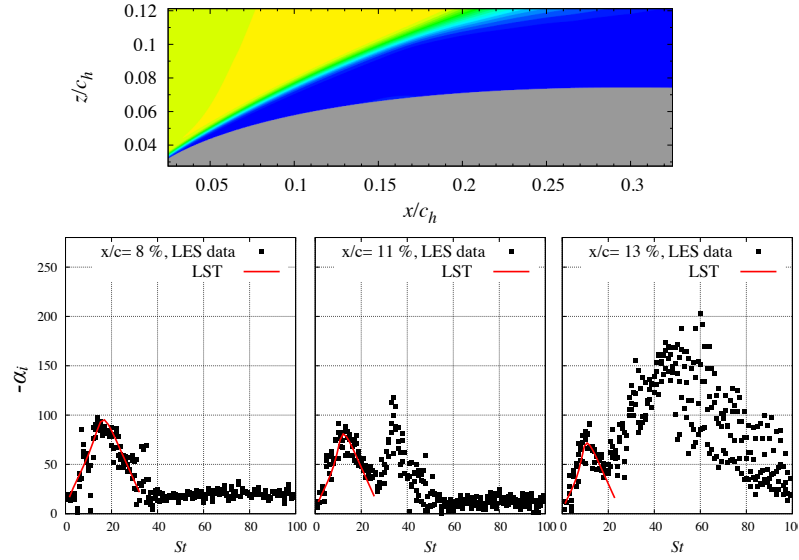 0.12
0.10
0.08
0.06
0.04
z/c_h
0.05 0.1 0.15 0.2 0.25 0.3
x/c_h
x/c= 8 %, LES data
LST
250
200
150
100
50
0
-α_i
0 20 40 60 80 100
St
x/c= 11 %, LES data
LST
0 20 40 60 80 100
St
x/c= 13 %, LES data
LST
0 20 40 60 80 100
St